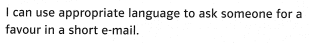 I can use appropriate language to ask someone for a
favour in a short e-mail.